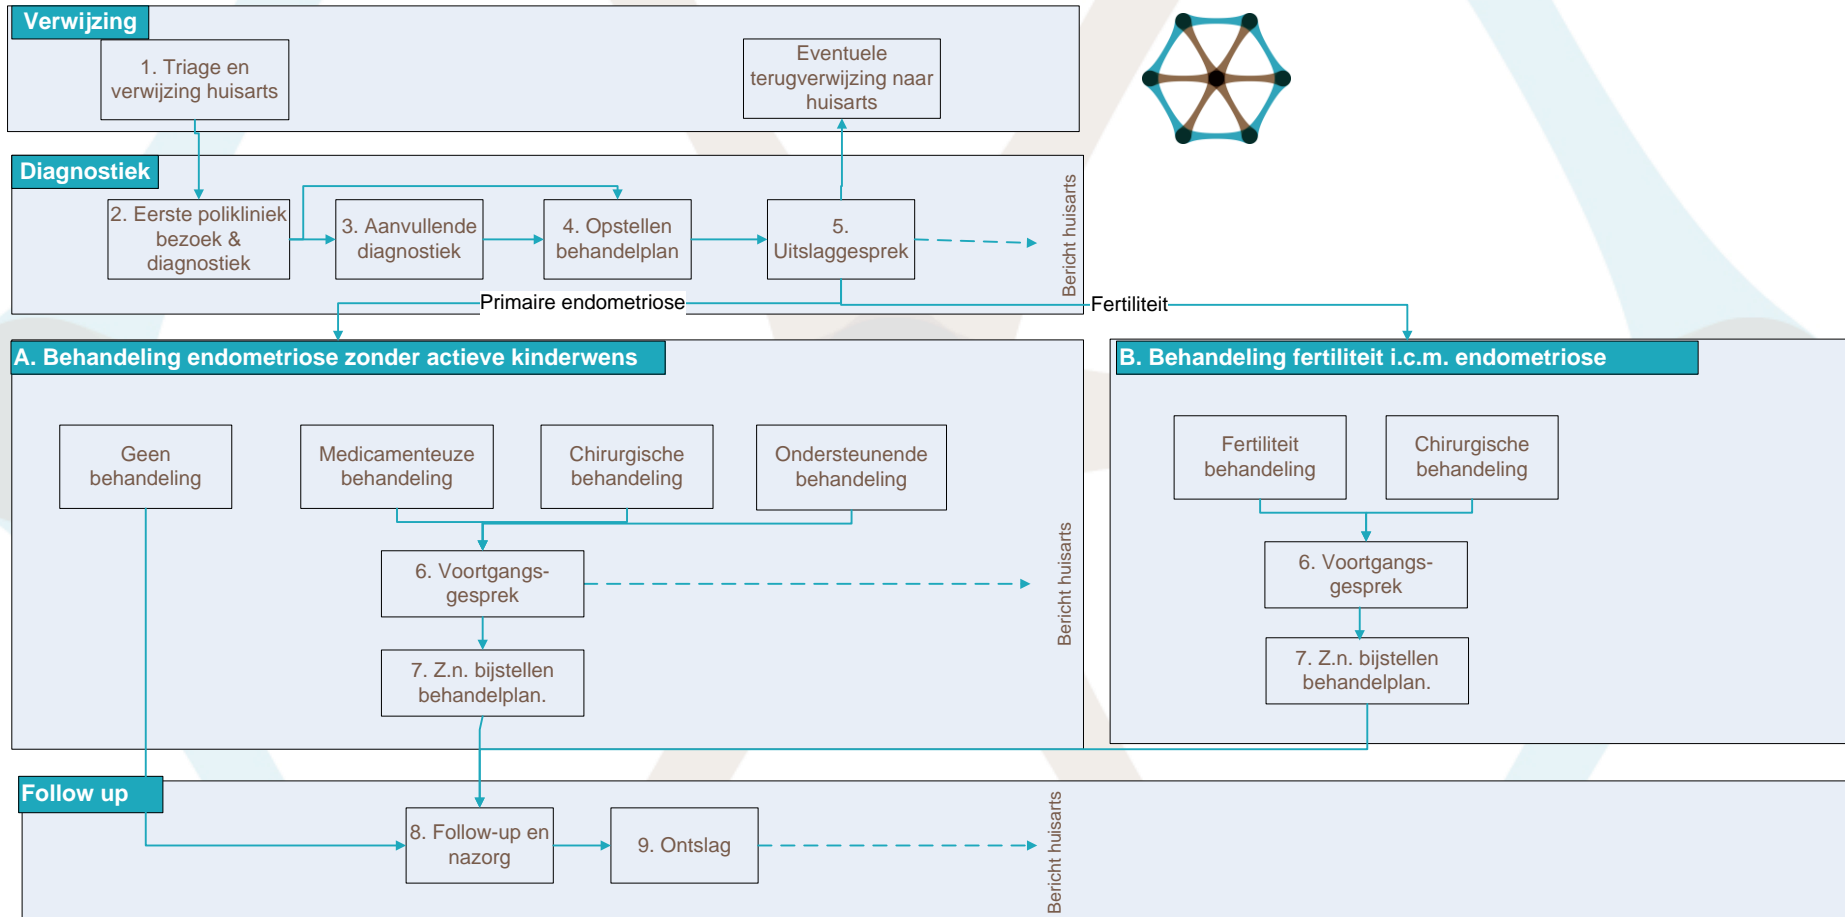 Verwijzing
1. Triage en
verwijzing huisarts
Eventuele
terugverwijzing naar
huisarts
Diagnostiek
2. Eerste polikliniek
bezoek &
diagnostiek
3. Aanvullende
diagnostiek
4. Opstellen
behandelplan
5.
Uitslaggesprek
Bericht huisarts
Primaire endometriose
Fertiliteit
A. Behandeling endometriose zonder actieve kinderwens
Geen
behandeling
Medicamenteuze
behandeling
Chirurgische
behandeling
Ondersteunende
behandeling
6. Voortgangs-
gesprek
Bericht huisarts
7. Z.n. bijstellen
behandelplan.
B. Behandeling fertiliteit i.c.m. endometriose
Fertiliteit
behandeling
Chirurgische
behandeling
6. Voortgangs-
gesprek
7. Z.n. bijstellen
behandelplan.
Follow up
8. Follow-up en
nazorg
9. Ontslag
Bericht huisarts